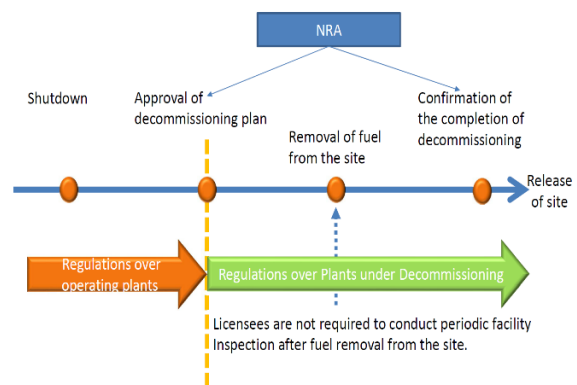 NRA
Shutdown
Approval of
decommissioning plan
Removal of fuel
from the site
Confirmation of
the completion of
decommissioning
Release
of site
Regulations over
operating plants
Regulations over Plants under Decommissioning
Licensees are not required to conduct periodic facility
Inspection after fuel removal from the site.